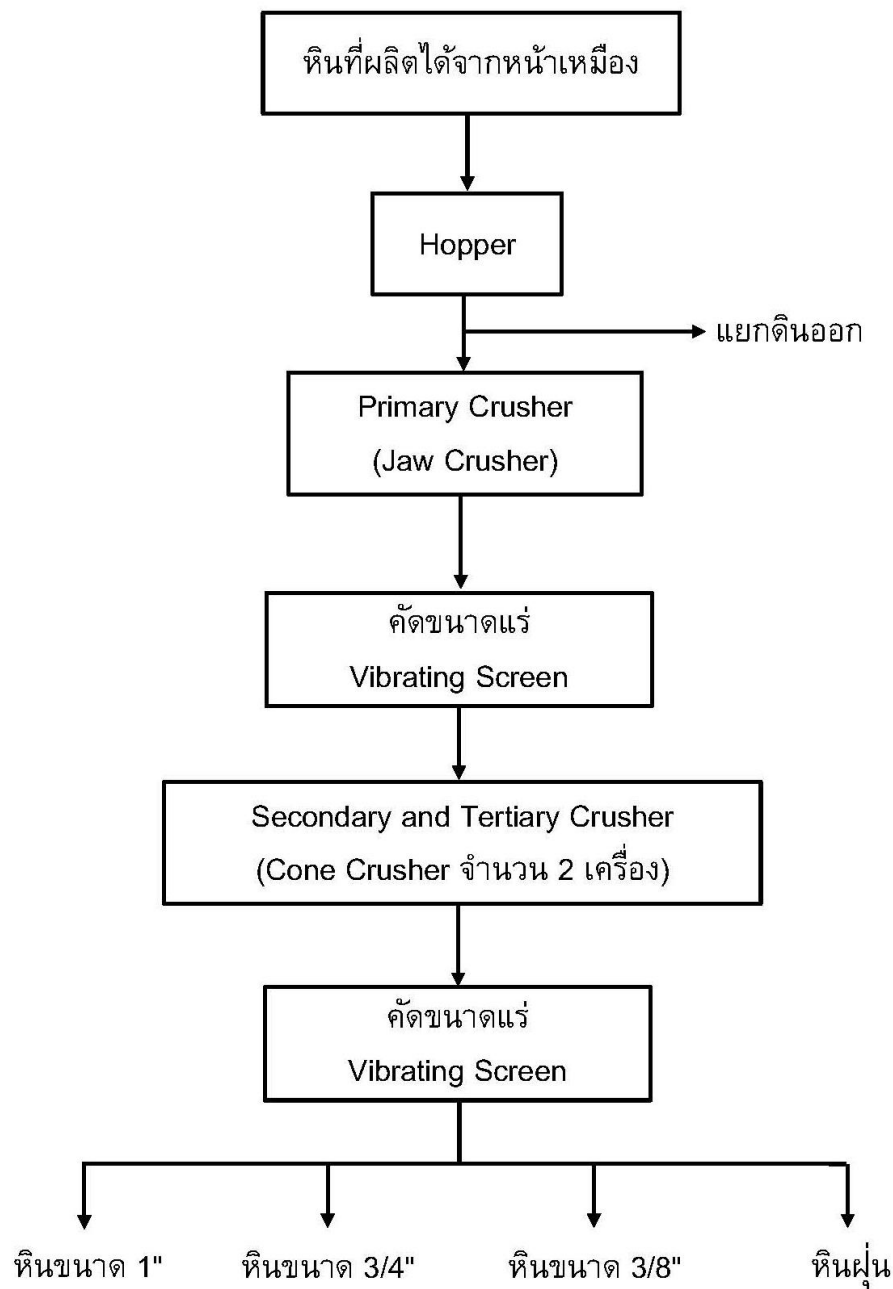 หินที่ผลิตได้จากหน้าเหมือง
Hopper
แยกดินออก
Primary Crusher
(Jaw Crusher)
คัดขนาดแร่
Vibrating Screen
Secondary and Tertiary Crusher
(Cone Crusher จำนวน 2 เครื่อง)
คัดขนาดแร่
Vibrating Screen
หินขนาด 1" หินขนาด 3/4" หินขนาด 3/8" หินฝุ่น